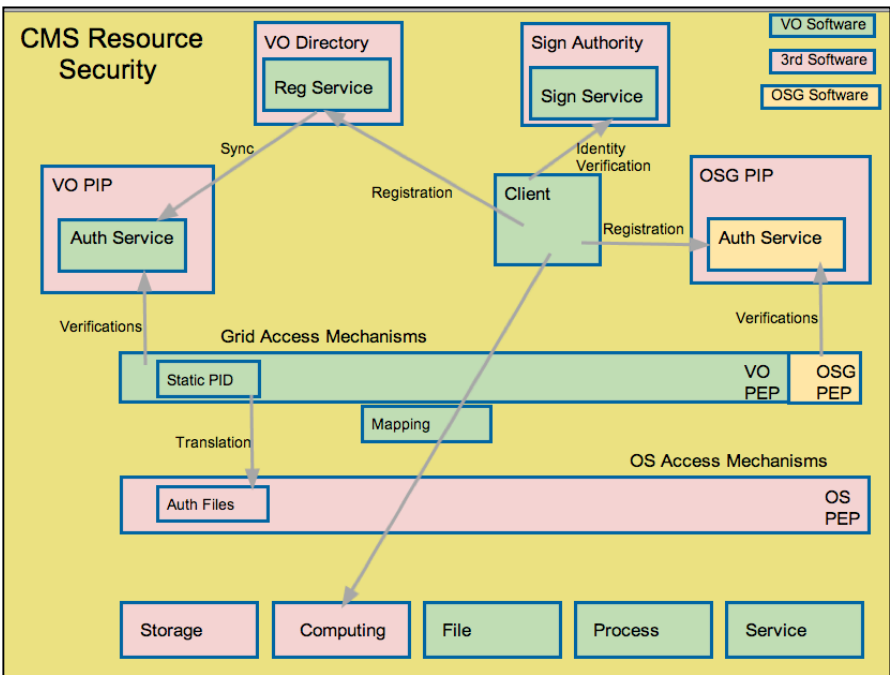 CMS Resource
Security
VO Directory
Reg Service
Sign Authority
Sign Service
VO Software
3rd Software
OSG Software
Sync
Identity
Verification
VO PIP
Auth Service
Registration
Client
Registration
OSG PIP
Auth Service
Verifications
Verifications
Grid Access Mechanisms
Static PID
VO
PEP
OSG
PEP
Mapping
Translation
OS Access Mechanisms
Auth Files
OS
PEP
Storage
Computing
File
Process
Service